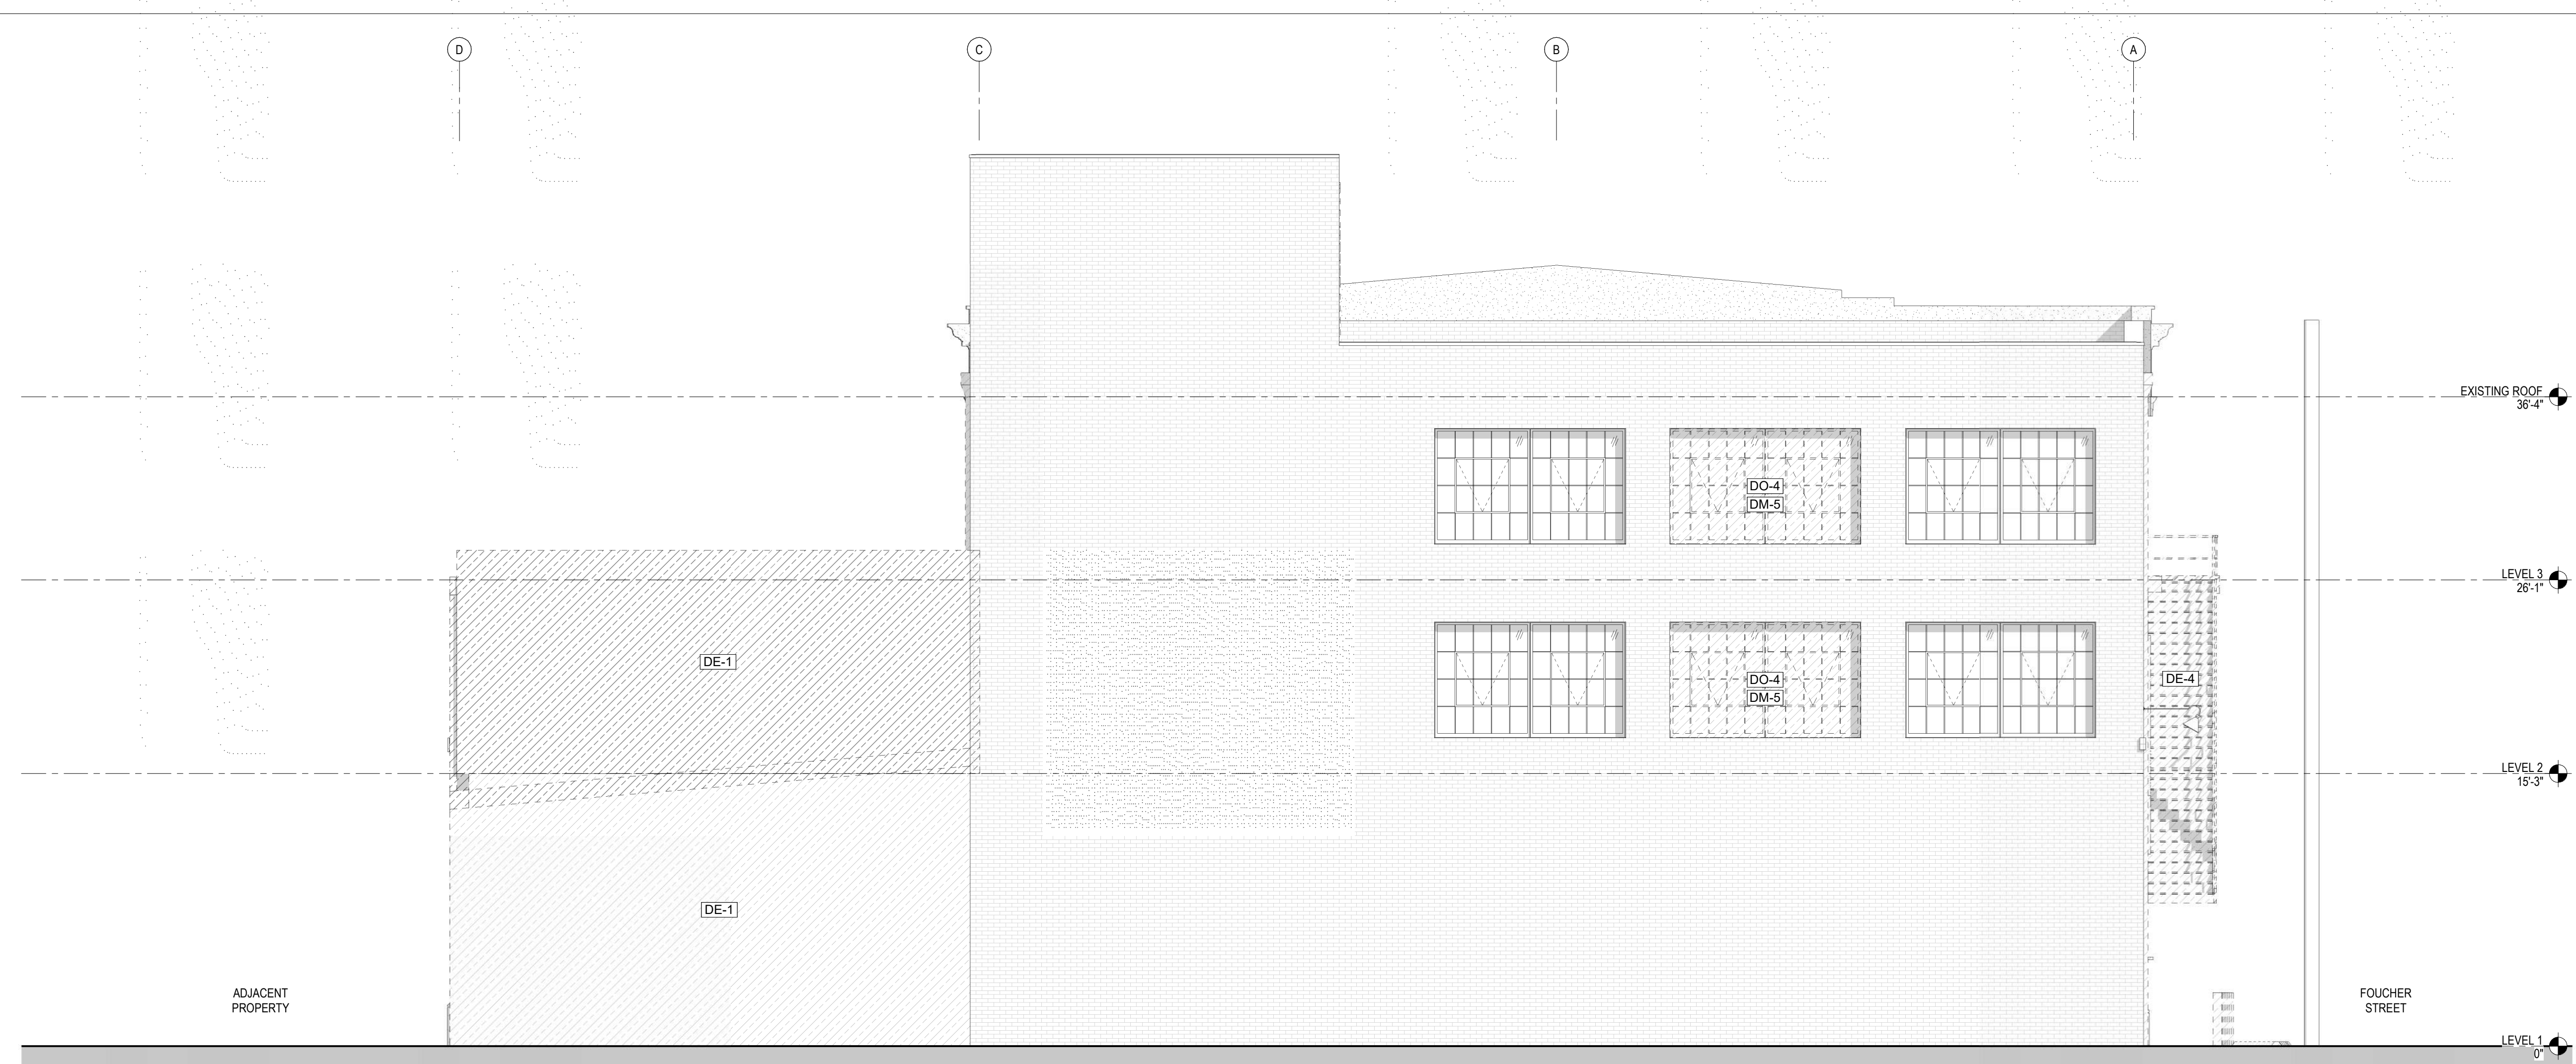 D
C
B
A
EXISTING ROOF
36'-4"
DO-4
DM-5
LEVEL 3
26'-1"
DE-1
DO-4
DM-5
DE-4
LEVEL 2
15'-3"
DE-1
ADJACENT
PROPERTY
FOUCHER
STREET
LEVEL 1
0"